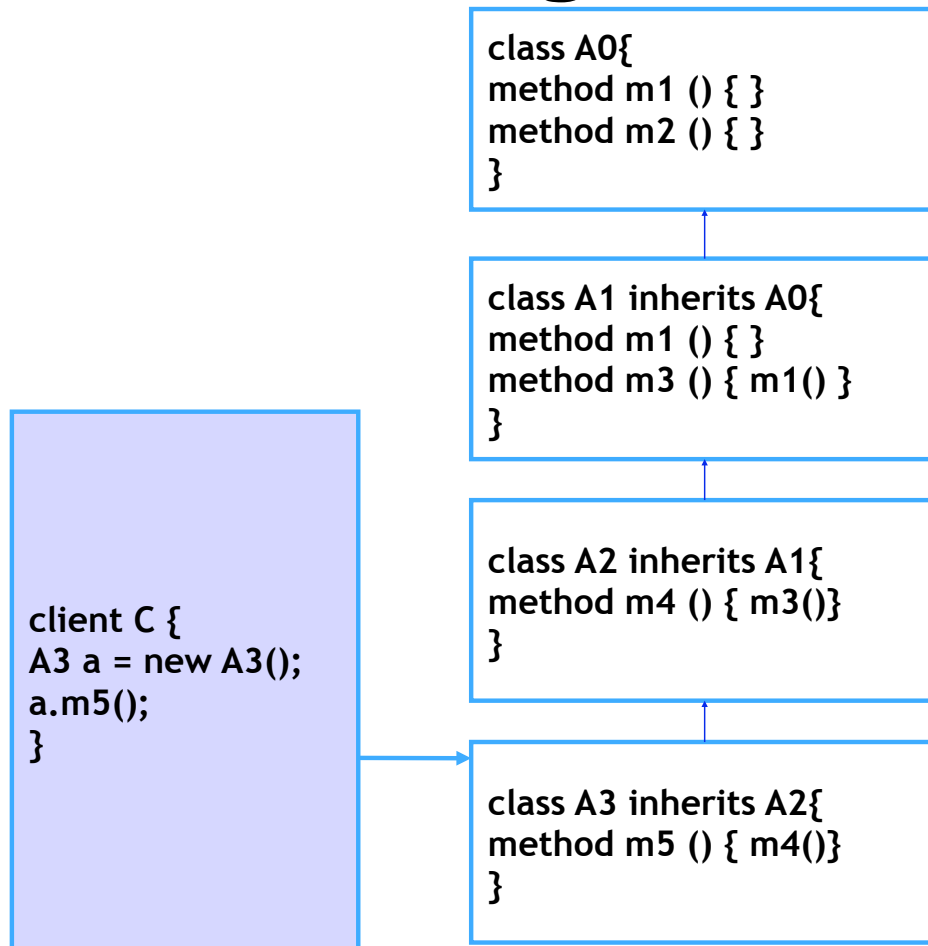 class A0{
method m1 () { }
method m2 () { }
}
class A1 inherits A0{
method m1 () { }
method m3 () { m1() }
}
client C {
A3 a = new A3();
a.m5();
}
class A2 inherits A1{
method m4 () { m3()}
}
class A3 inherits A2{
method m5 () { m4()}
}